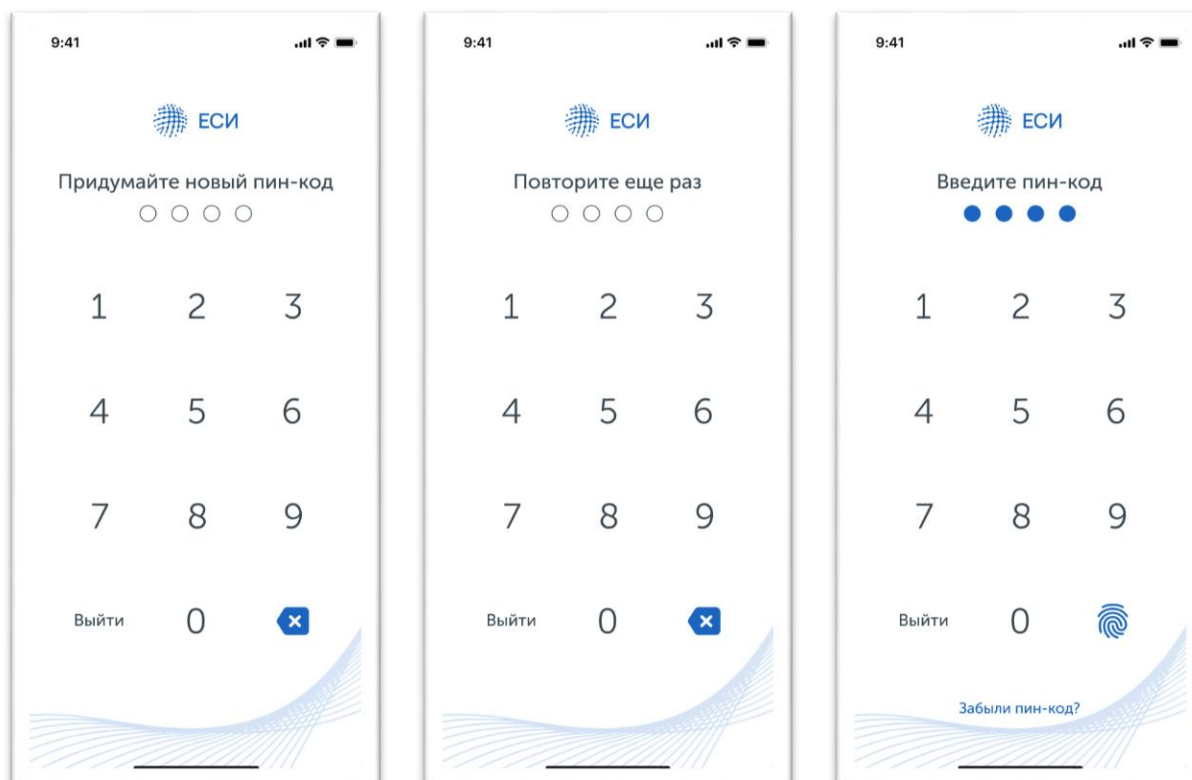 9:41
ЕСИ
Придумайте новый пин-код
1 2 3
4 5 6
7 8 9
Выйти 0
9:41
ЕСИ
Повторите еще раз
1 2 3
4 5 6
7 8 9
Выйти 0
9:41
ЕСИ
Введите пин-код
1 2 3
4 5 6
7 8 9
Выйти 0
Забыли пин-код?